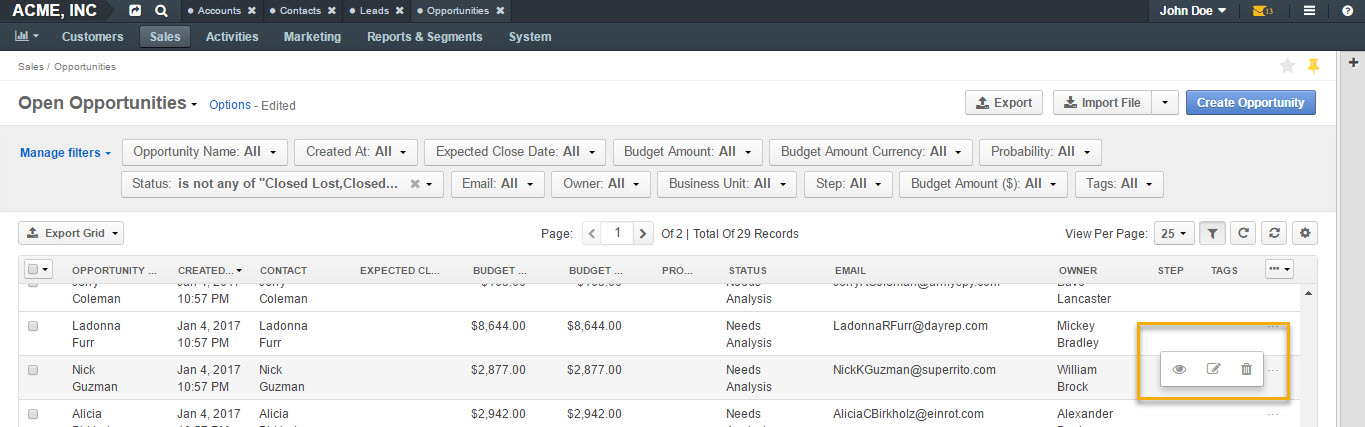 ACME, INC Accounts Contacts Leads Opportunities John Doe 13
Customers Sales Activities Marketing Reports & Segments System
Sales / Opportunities
Open Opportunities Options - Edited Export Import File Create Opportunity
Manage filters Opportunity Name: All Created At: All Expected Close Date: All Budget Amount: All Budget Amount Currency: All Probability: All
Status: is not any of "Closed Lost,Closed... Email: All Owner: All Business Unit: All Step: All Budget Amount ($): All Tags: All
Export Grid Page: 1 Of 2 | Total Of 29 Records View Per Page: 25
OPPORTUNITY ... CREATED... CONTACT EXPECTED CL... BUDGET ... BUDGET ... PRO... STATUS EMAIL OWNER STEP TAGS
Coleman 10:57 PM Coleman Analysis Lancaster
Ladonna Jan 4, 2017 Ladonna $8,644.00 $8,644.00 Needs LadonnaRFurr@dayrep.com Mickey
Furr 10:57 PM Furr Analysis Bradley
Nick Jan 4, 2017 Nick $2,877.00 $2,877.00 Needs NickKGuzman@superrito.com William
Guzman 10:57 PM Guzman Analysis Brock
Alicia Jan 4, 2017 Alicia $2,942.00 $2,942.00 Needs AliciaCBirkholz@einrot.com Alexander